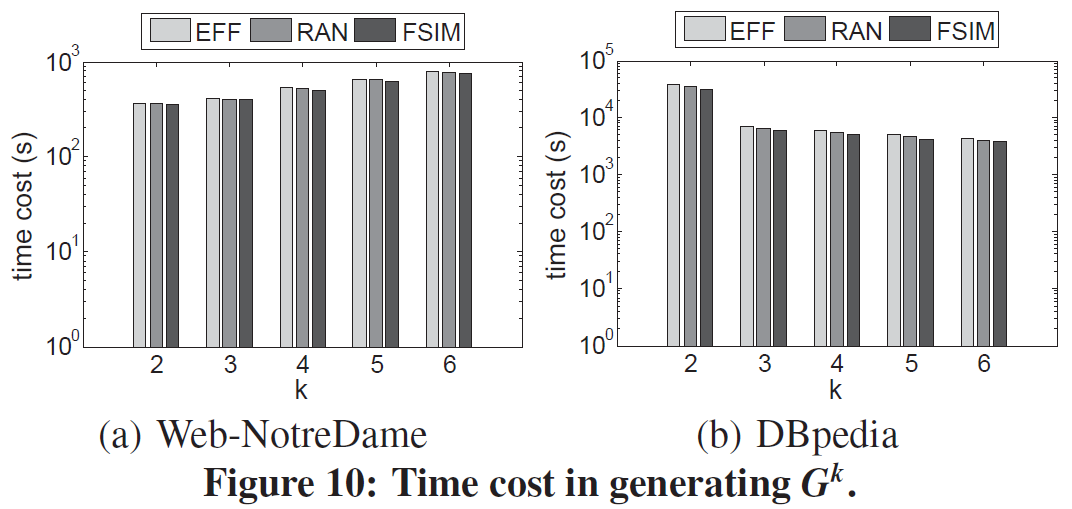 EFF RAN FSIM
time cost (s)
10^3
10^2
10^1
10^0
2 3 4 5 6
k
(a) Web-NotreDame
EFF RAN FSIM
time cost (s)
10^5
10^4
10^3
10^2
10^1
10^0
2 3 4 5 6
k
(b) DBpedia
Figure 10: Time cost in generating G^k.